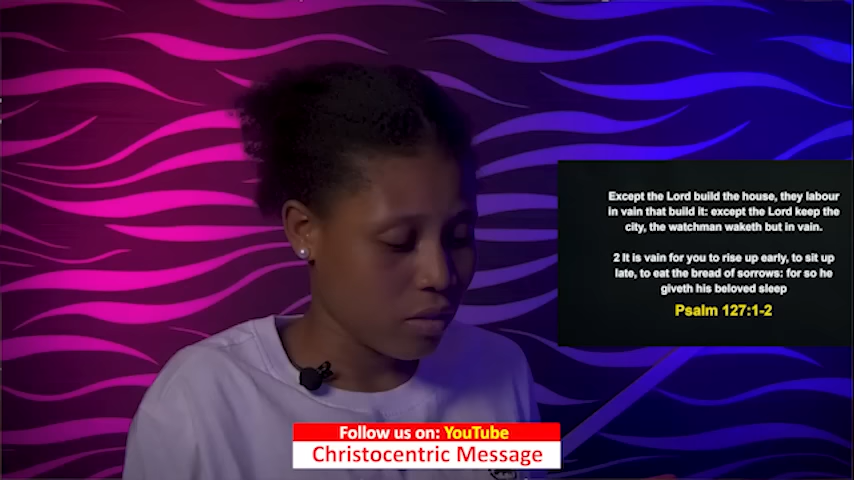 Except the Lord build the house, they labour
in vain that build it: except the Lord keep the
city, the watchman waketh but in vain.
2 It is vain for you to rise up early, to sit up
late, to eat the bread of sorrows: for so he
giveth his beloved sleep
Psalm 127:1-2
Follow us on: YouTube
Christocentric Message